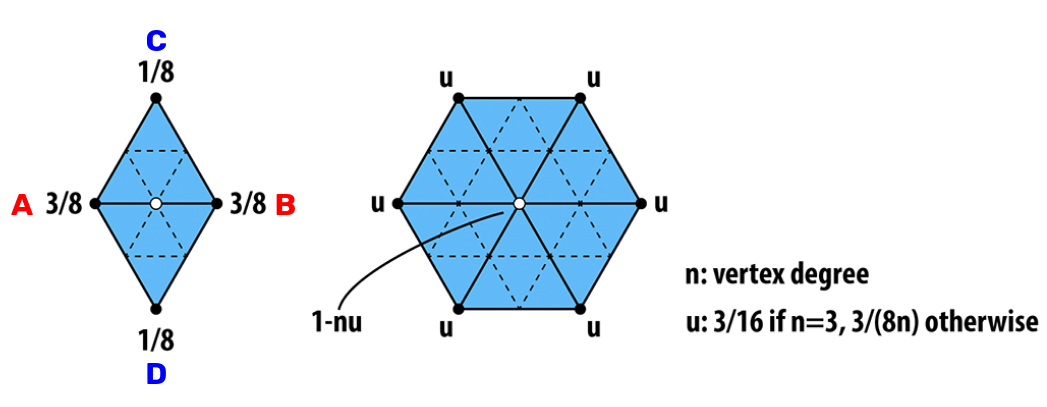 C
1/8
A 3/8
3/8 B
1/8
D
u
u
u
u
u
u
1-nu
n: vertex degree
u: 3/16 if n=3, 3/(8n) otherwise